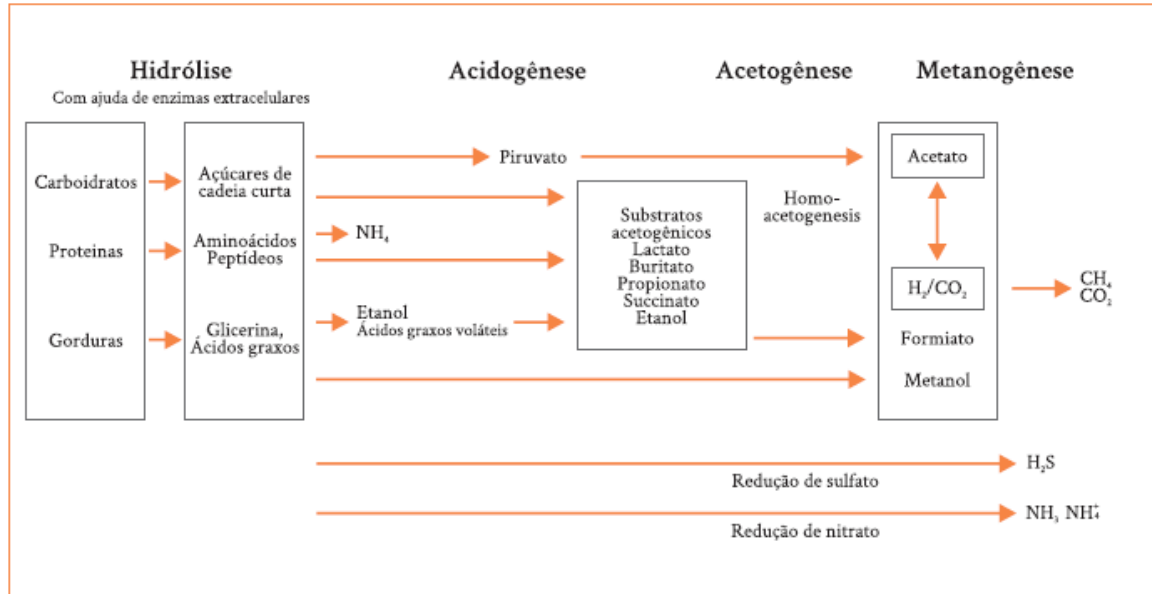 Hidrólise
Com ajuda de enzimas extracelulares
Acidogênese
Acetogênese
Metanogênese
Carboidratos
Proteinas
Gorduras
Açúcares de
cadeia curta
Aminoácidos
Peptídeos
Glicerina,
Ácidos graxos
Piruvato
NH₄
Etanol
Ácidos graxos voláteis
Substratos
acetogênicos
Lactato
Buritato
Propionato
Succinato
Etanol
Homo-
acetogenesis
Acetato
H₂/CO₂
Formiato
Metanol
CH₄
CO₂
Redução de sulfato
H₂S
Redução de nitrato
NH₃ NH₄⁺